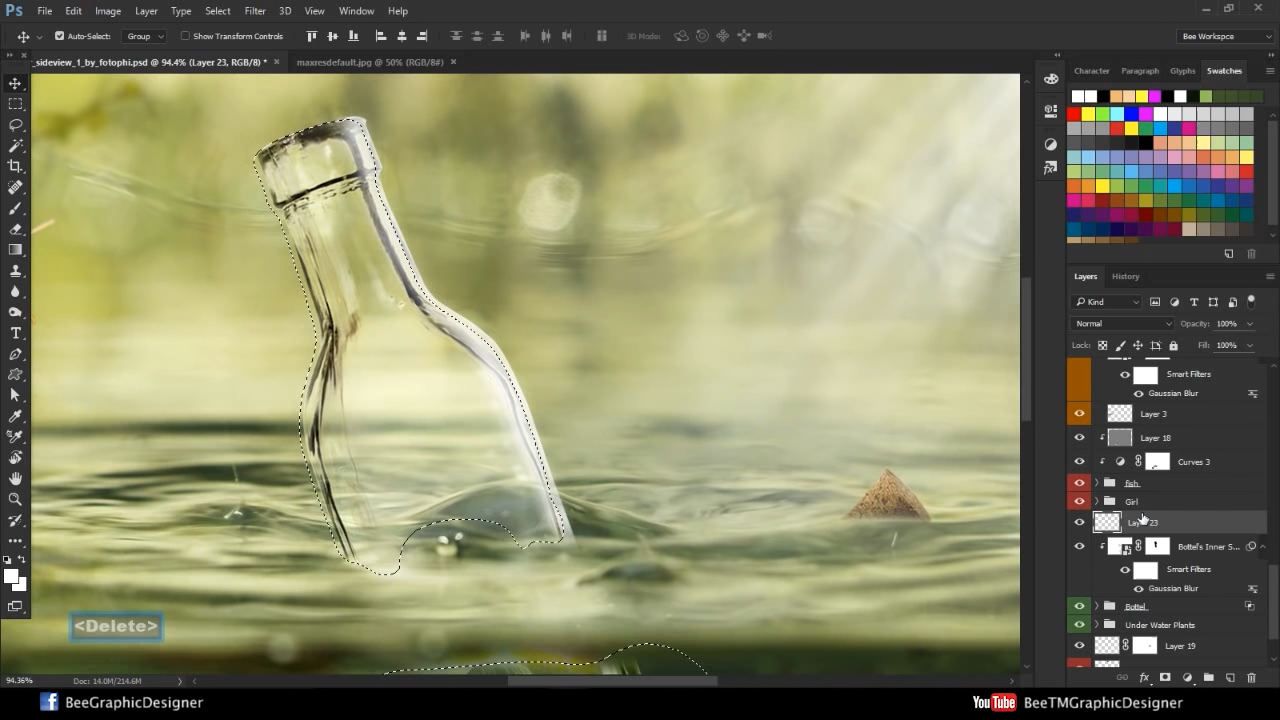 Ps File Edit Image Layer Type Select Filter 3D View Window Help
Auto-Select: Group Show Transform Controls 3D Mode: Bee Workspce
_sideview_1_by_fotophi.psd @ 94.4% (Layer 23, RGB/8) * × maxresdefault.jpg @ 50% (RGB/8#) ×
Character Paragraph Glyphs Swatches
Layers History
Kind
Normal Opacity: 100%
Lock: Fill: 100%
Smart Filters
Gaussian Blur
Layer 3
Layer 18
Curves 3
fish
Girl
Layer 23
Bottel's Inner S...
Smart Filters
Gaussian Blur
Bottel
Under Water Plants
Layer 19
<Delete>
94.36% Doc: 14.0M/214.6M
BeeGraphicDesigner YouTube BeeTMGraphicDesigner